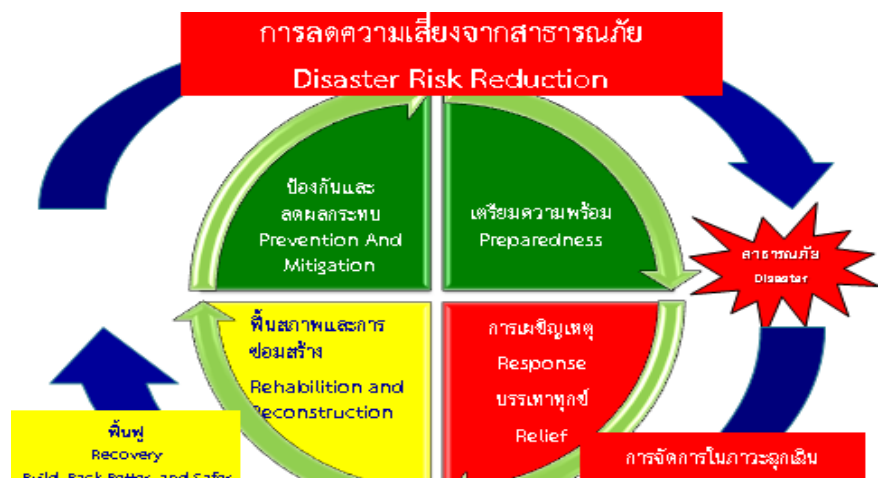 การลดความเสี่ยงจากสาธารณภัย
Disaster Risk Reduction
ป้องกันและ
ลดผลกระทบ
Prevention And
Mitigation
เตรียมความพร้อม
Preparedness
สาธารณภัย
Disaster
ฟื้นสภาพและการ
ซ่อมสร้าง
Rehabilition and
Reconstruction
การเผชิญเหตุ
Response
บรรเทาทุกข์
Relief
ฟื้นฟู
Recovery
Build Back Better and Safer
การจัดการในภาวะฉุกเฉิน